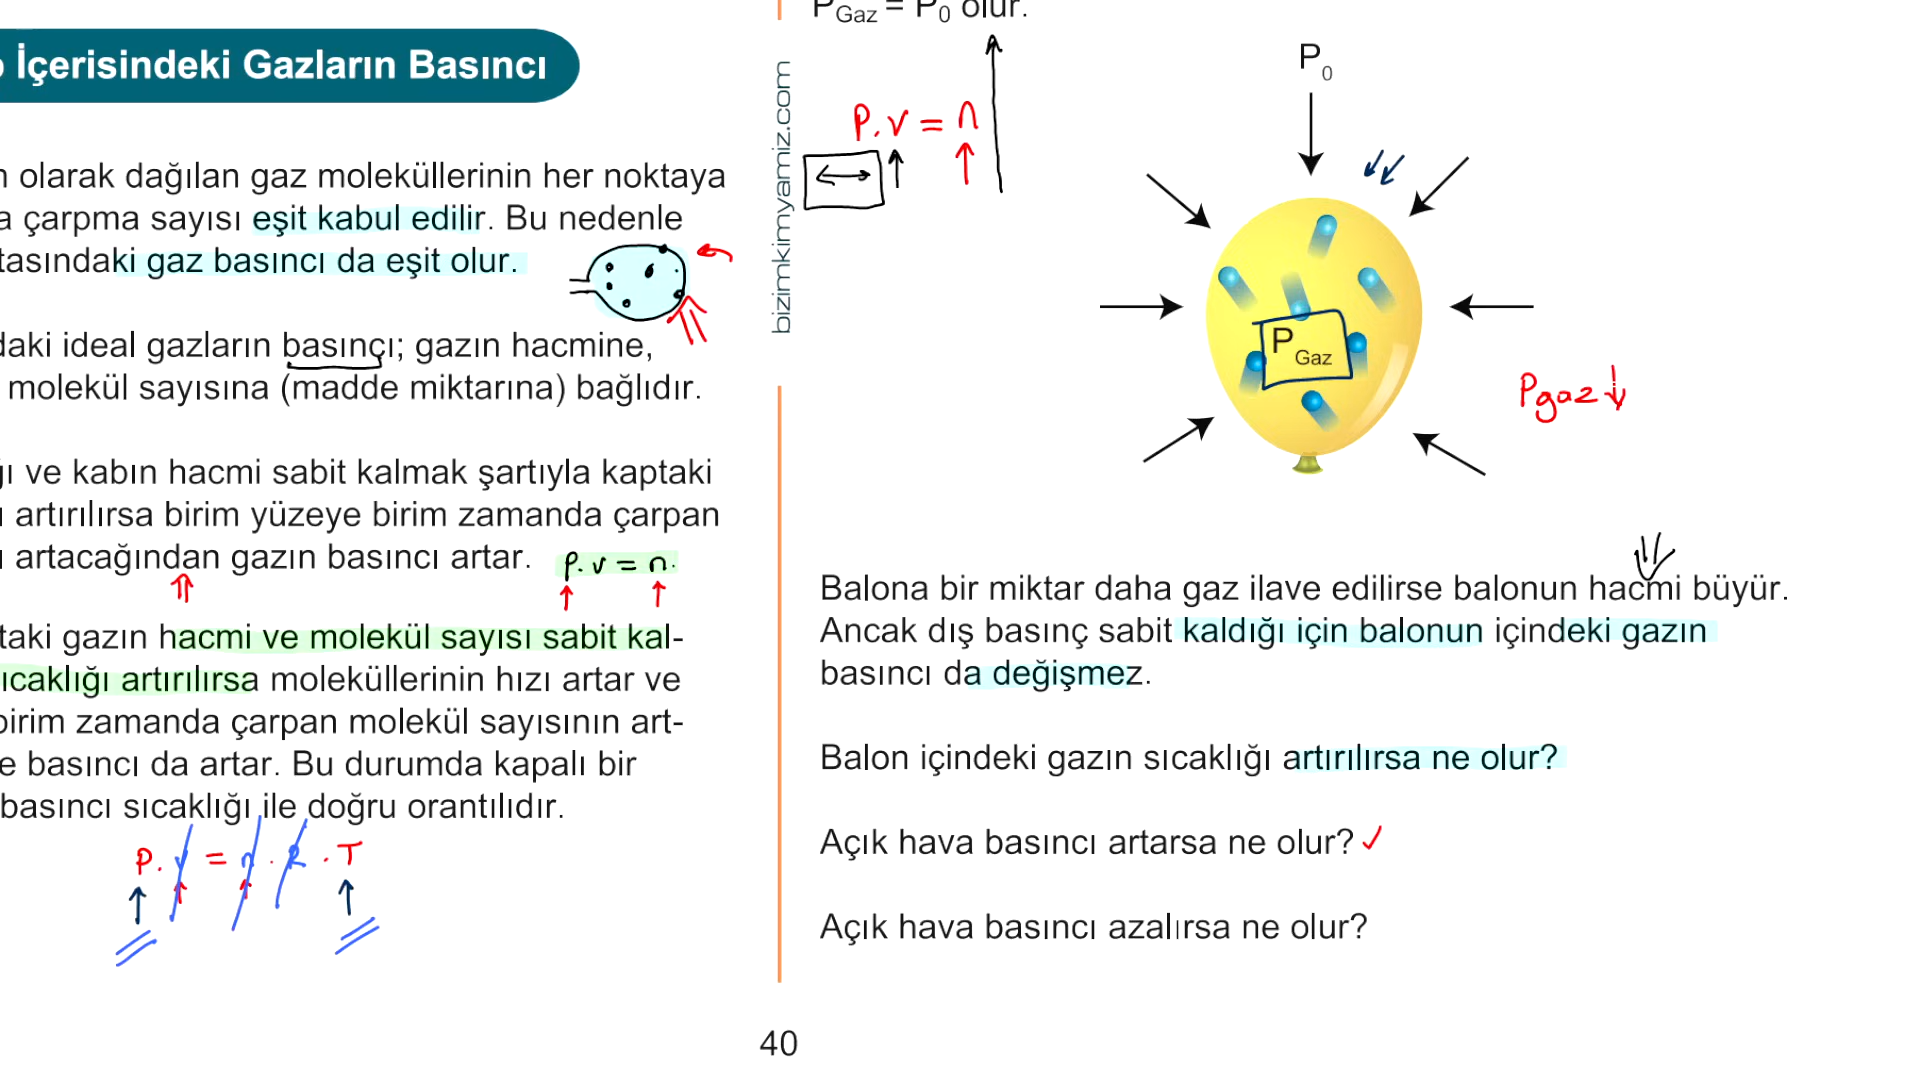 İçerisindeki Gazların Basıncı
olarak dağılan gaz moleküllerinin her noktaya
a çarpma sayısı eşit kabul edilir. Bu nedenle
tasındaki gaz basıncı da eşit olur.
daki ideal gazların basıncı; gazın hacmine,
molekül sayısına (madde miktarına) bağlıdır.
ğı ve kabın hacmi sabit kalmak şartıyla kaptaki
ı artırılırsa birim yüzeye birim zamanda çarpan
ı artacağından gazın basıncı artar.
P.v = n.
taki gazın hacmi ve molekül sayısı sabit kal-
ıcaklığı artırılırsa moleküllerinin hızı artar ve
birim zamanda çarpan molekül sayısının art-
e basıncı da artar. Bu durumda kapalı bir
basıncı sıcaklığı ile doğru orantılıdır.
P.v = n.R.T
bizimkimyamiz.com
PGaz = P0 olur.
P.v = n
P0
PGaz
Pgaz↓
Balona bir miktar daha gaz ilave edilirse balonun hacmi büyür.
Ancak dış basınç sabit kaldığı için balonun içindeki gazın
basıncı da değişmez.
Balon içindeki gazın sıcaklığı artırılırsa ne olur?
Açık hava basıncı artarsa ne olur? ✓
Açık hava basıncı azalırsa ne olur?
40